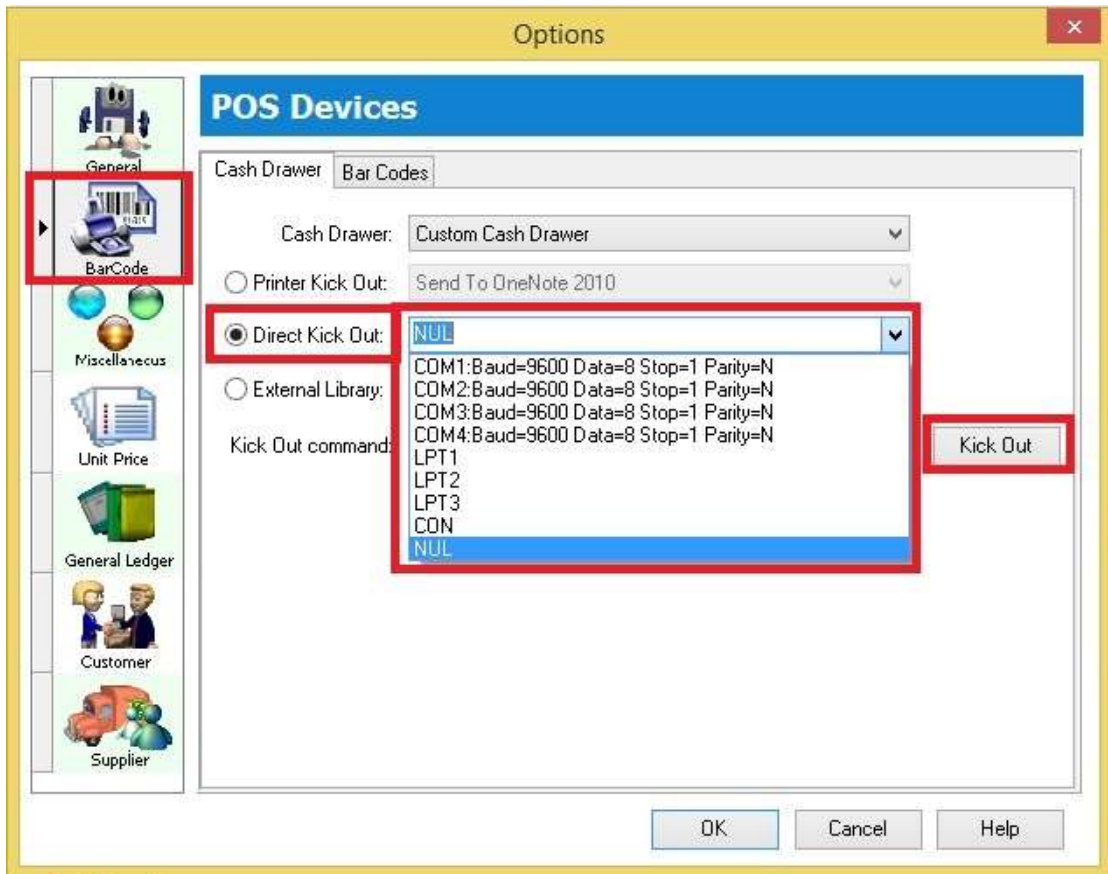 Options
POS Devices
General
BarCode
Miscellanecus
Unit Price
General Ledger
Customer
Supplier
Cash Drawer
Bar Codes
Cash Drawer: Custom Cash Drawer
Printer Kick Out: Send To OneNote 2010
Direct Kick Out: NUL
External Library:
Kick Out command:
COM1:Baud=9600 Data=8 Stop=1 Parity=N
COM2:Baud=9600 Data=8 Stop=1 Parity=N
COM3:Baud=9600 Data=8 Stop=1 Parity=N
COM4:Baud=9600 Data=8 Stop=1 Parity=N
LPT1
LPT2
LPT3
CON
NUL
Kick Out
OK
Cancel
Help